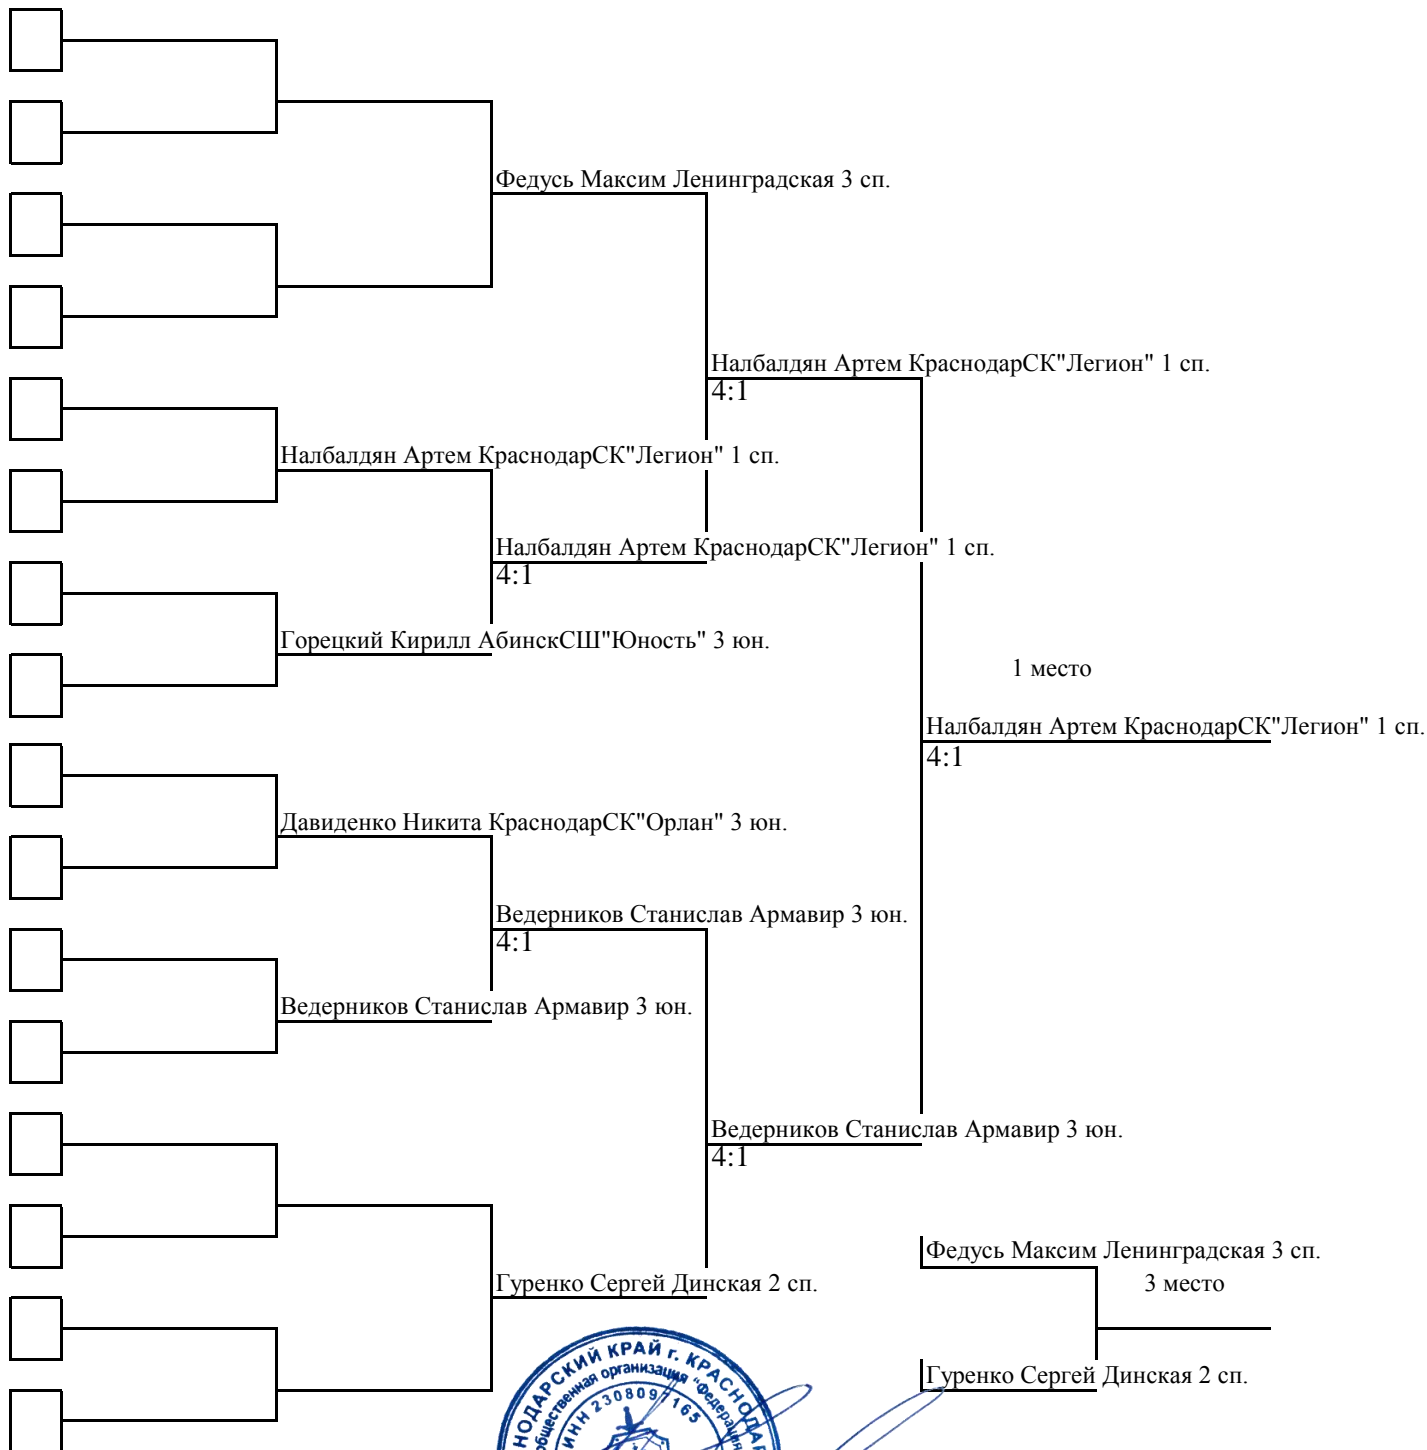 Федусь Максим Ленинградская 3 сп.
Налбалдян Артем КраснодарСК"Легион" 1 сп.
4:1
Налбалдян Артем КраснодарСК"Легион" 1 сп.
Налбалдян Артем КраснодарСК"Легион" 1 сп.
4:1
Горецкий Кирилл АбинскСШ"Юность" 3 юн.
1 место
Налбалдян Артем КраснодарСК"Легион" 1 сп.
4:1
Давиденко Никита КраснодарСК"Орлан" 3 юн.
Ведерников Станислав Армавир 3 юн.
4:1
Ведерников Станислав Армавир 3 юн.
Ведерников Станислав Армавир 3 юн.
4:1
Федусь Максим Ленинградская 3 сп.
Гуренко Сергей Динская 2 сп.
3 место
Гуренко Сергей Динская 2 сп.
КРАЙ г.
организация "Федерация
ИНН